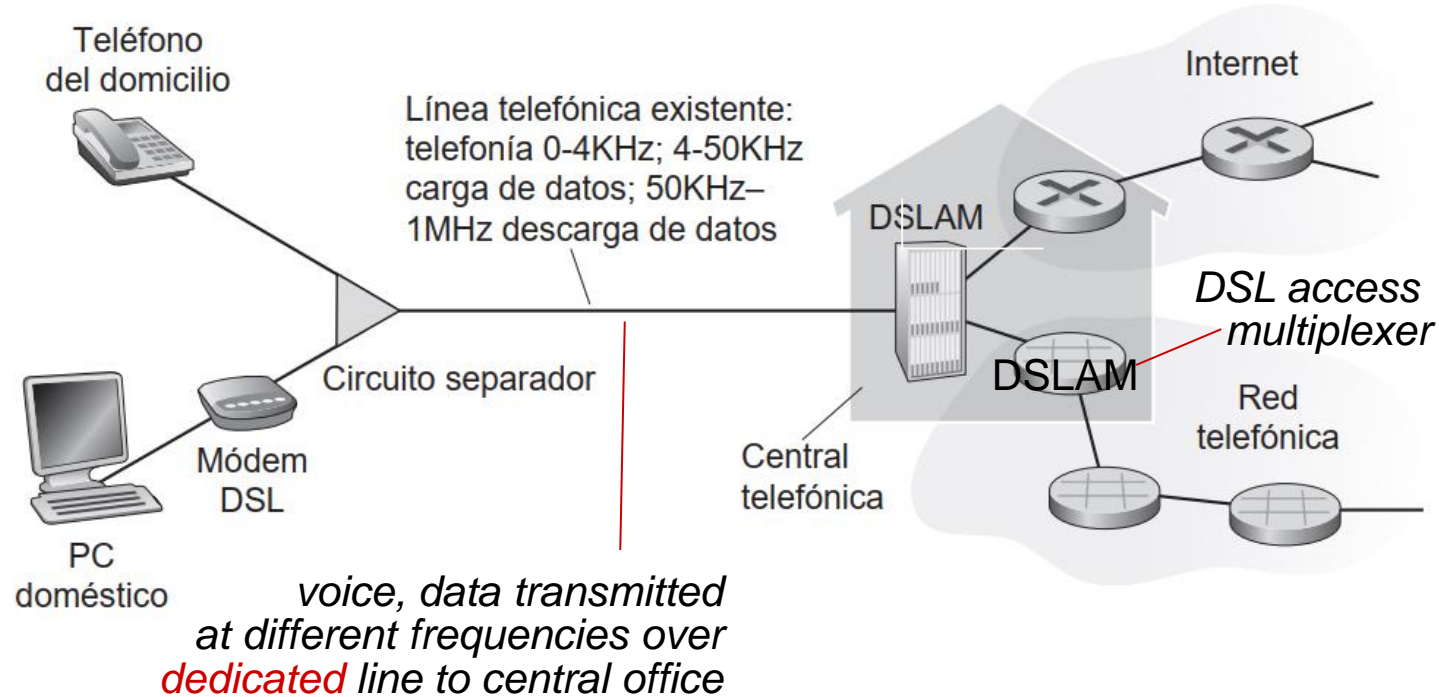 Teléfono
del domicilio
Línea telefónica existente:
telefonía 0-4KHz; 4-50KHz
carga de datos; 50KHz–
1MHz descarga de datos
Internet
DSLAM
DSL access
multiplexer
DSLAM
Circuito separador
Módem
DSL
PC
doméstico
Central
telefónica
Red
telefónica
voice, data transmitted
at different frequencies over
dedicated line to central office